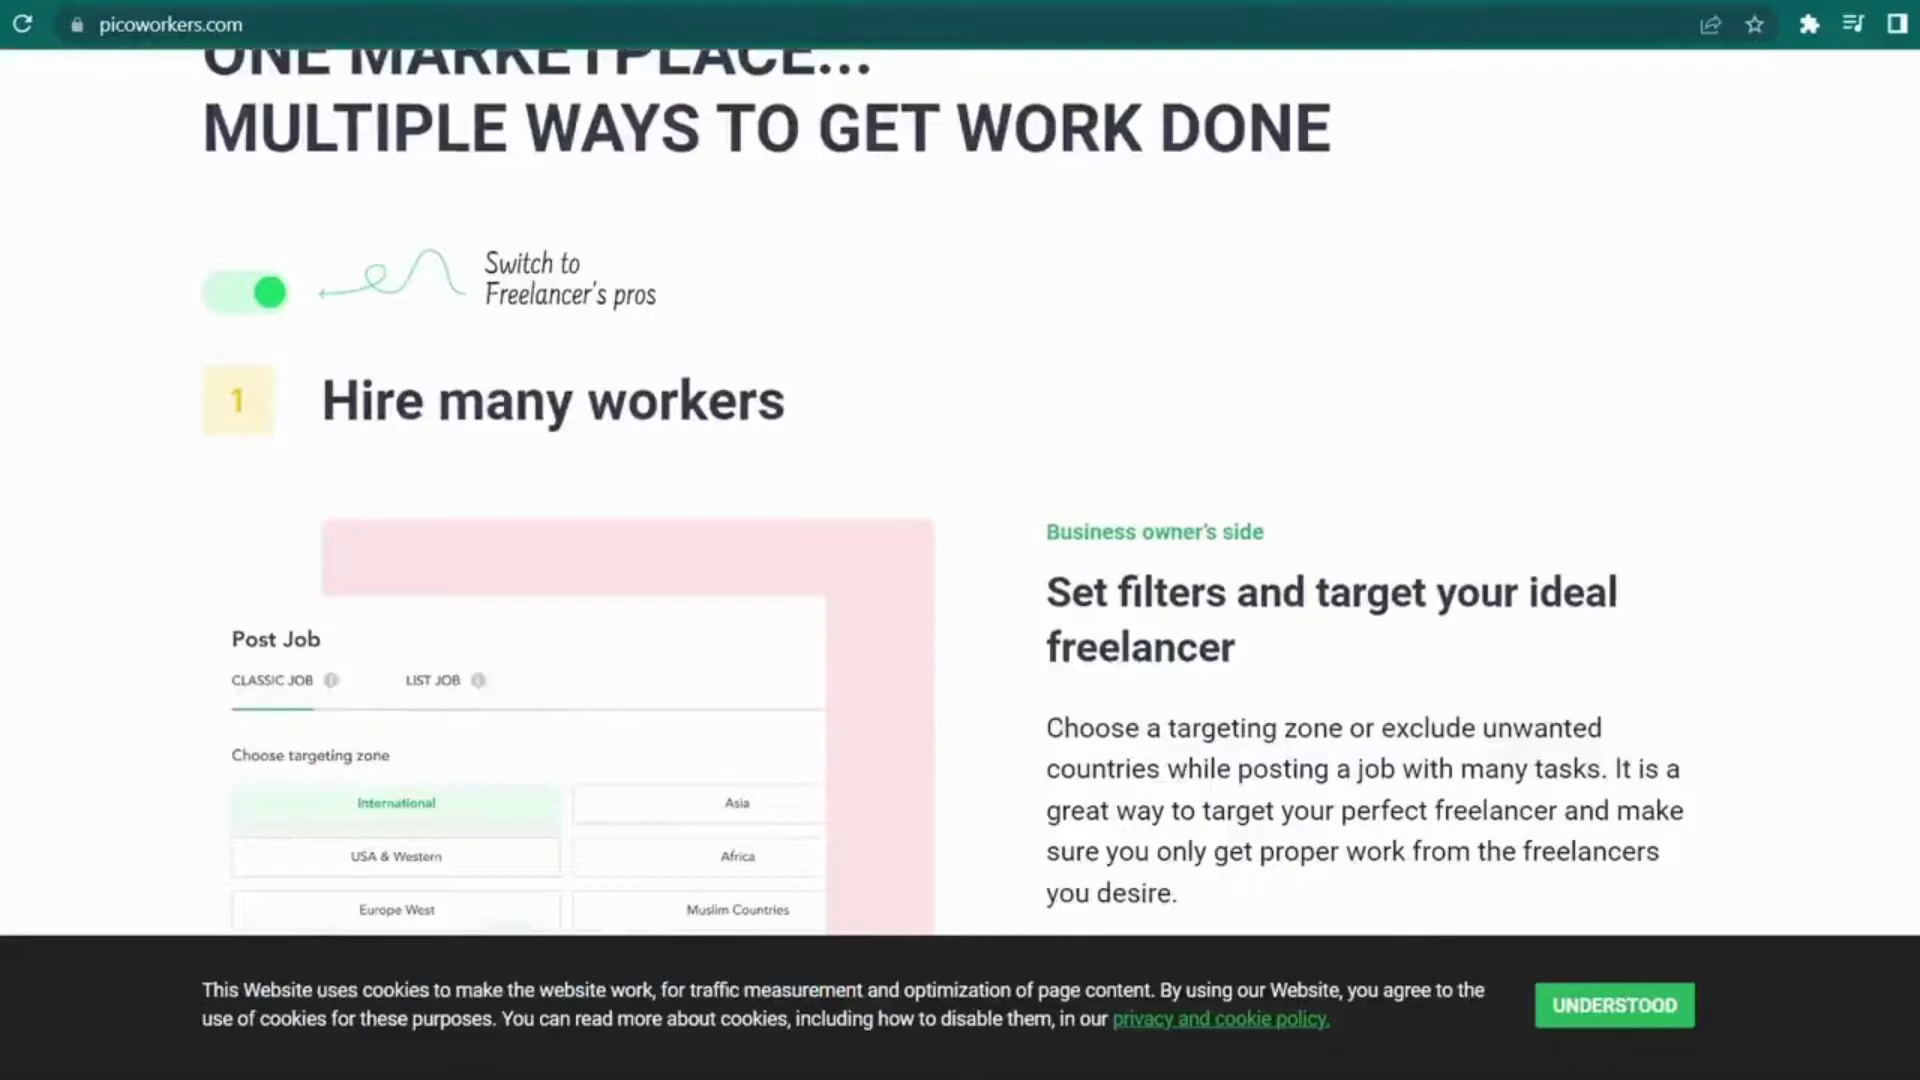 picoworkers.com
ONE MARKETPLACE...
MULTIPLE WAYS TO GET WORK DONE
Switch to
Freelancer's pros
1
Hire many workers
Post Job
CLASSIC JOB
LIST JOB
Choose targeting zone
International
Asia
USA & Western
Africa
Europe West
Muslim Countries
Business owner's side
Set filters and target your ideal
freelancer
Choose a targeting zone or exclude unwanted
countries while posting a job with many tasks. It is a
great way to target your perfect freelancer and make
sure you only get proper work from the freelancers
you desire.
This Website uses cookies to make the website work, for traffic measurement and optimization of page content. By using our Website, you agree to the
use of cookies for these purposes. You can read more about cookies, including how to disable them, in our privacy and cookie policy.
UNDERSTOOD